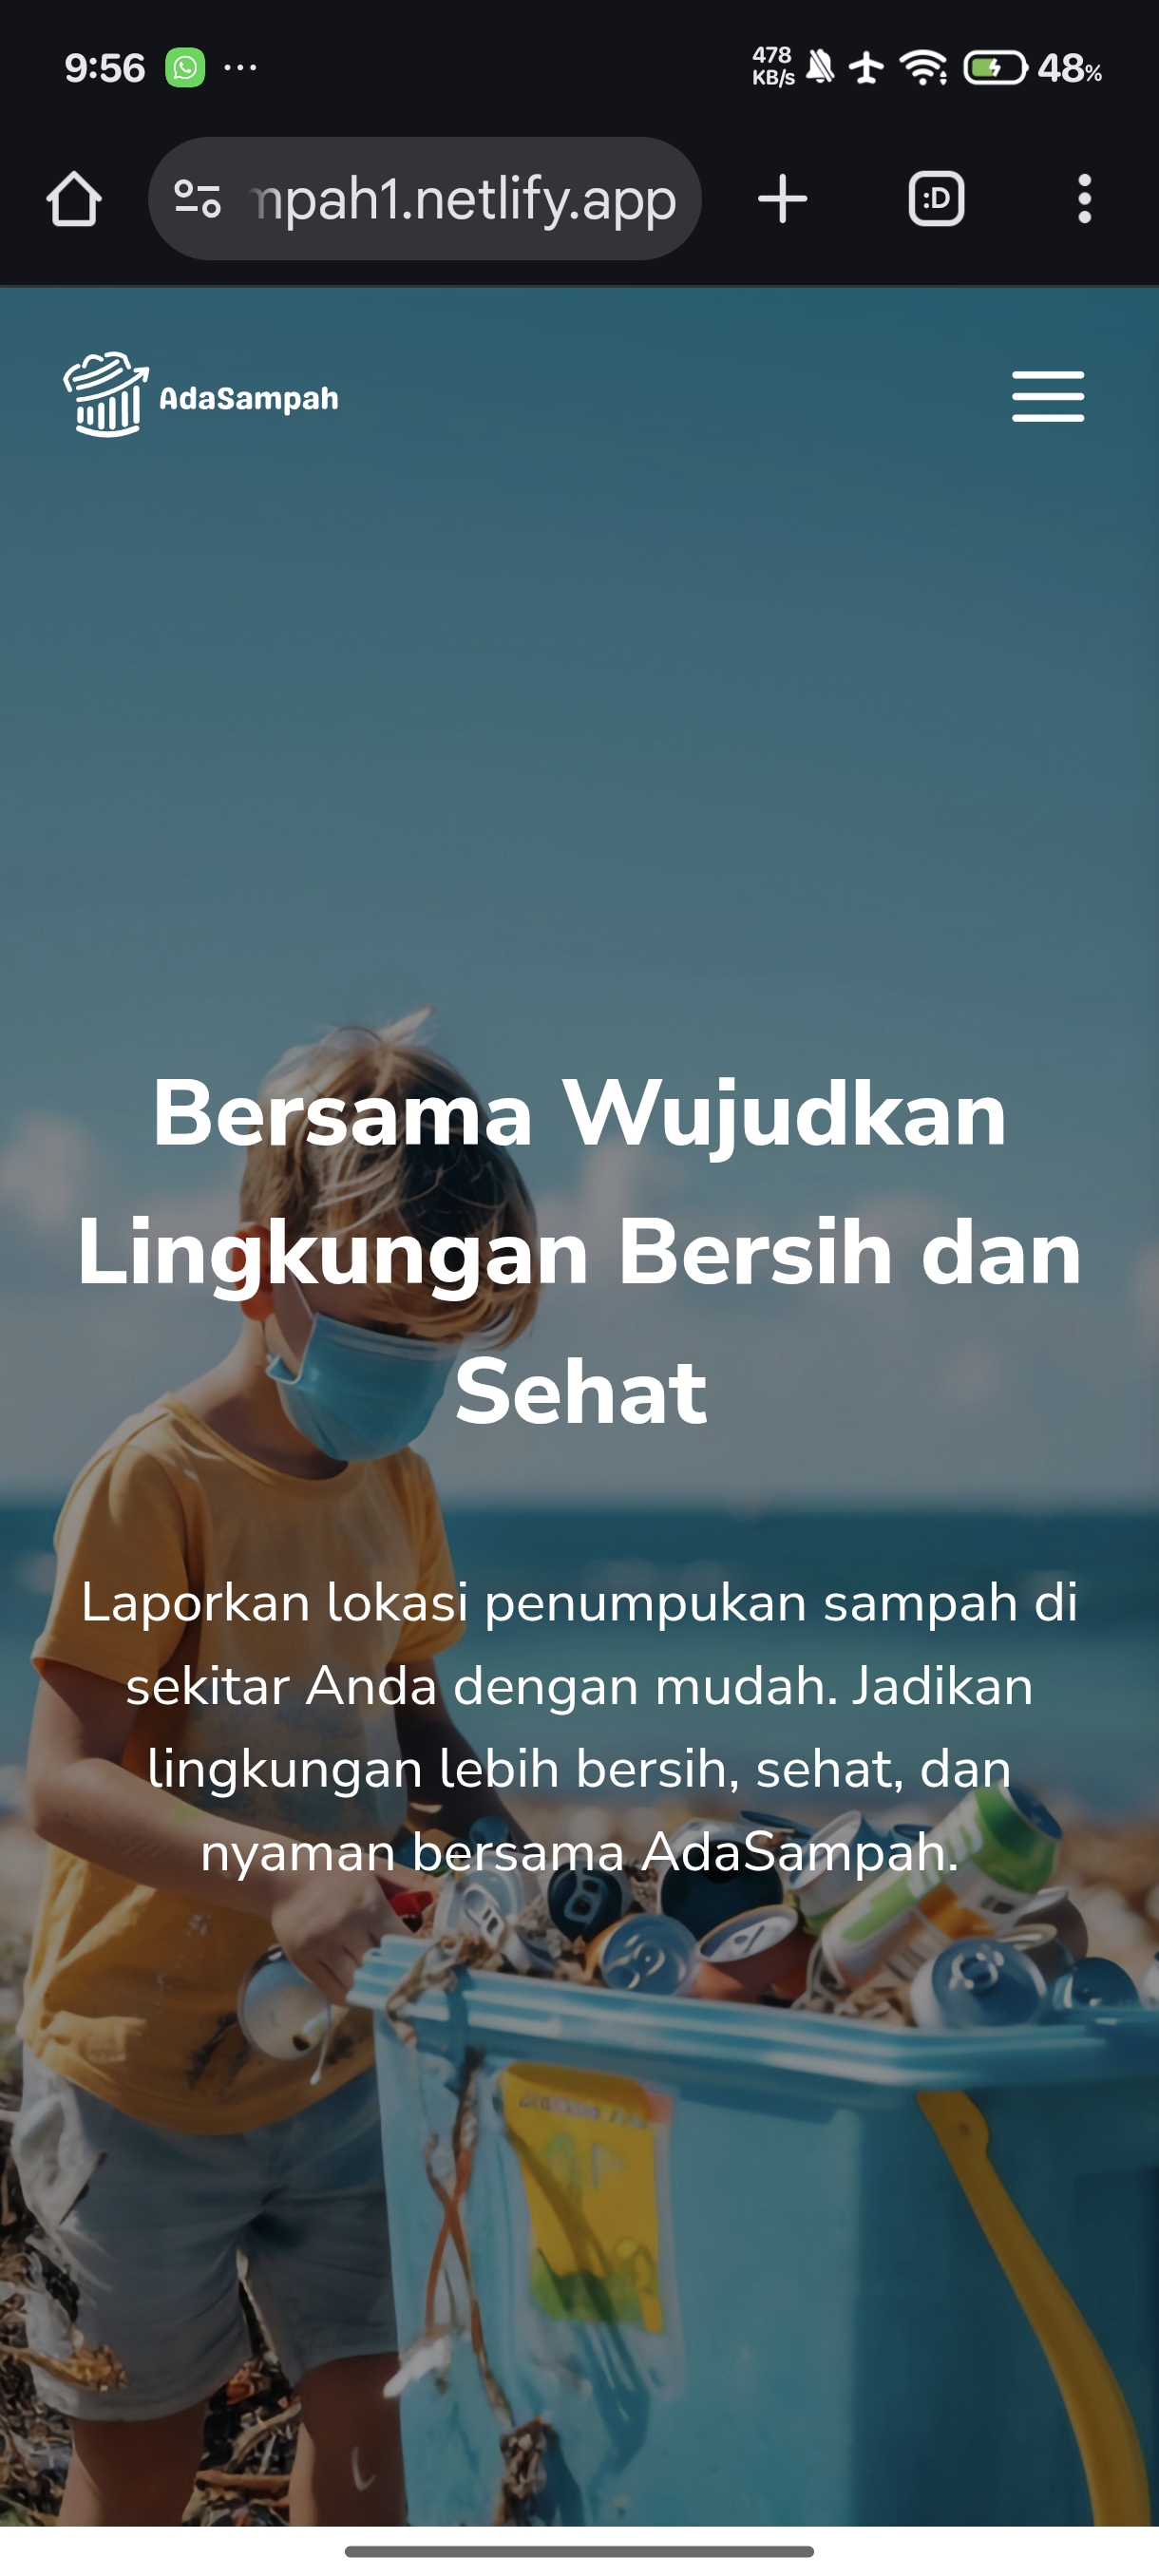 9:56 ... 478 KB/s 48%
mpah1.netlify.app :D
AdaSampah
Bersama Wujudkan
Lingkungan Bersih dan
Sehat
Laporkan lokasi penumpukan sampah di
sekitar Anda dengan mudah. Jadikan
lingkungan lebih bersih, sehat, dan
nyaman bersama AdaSampah.